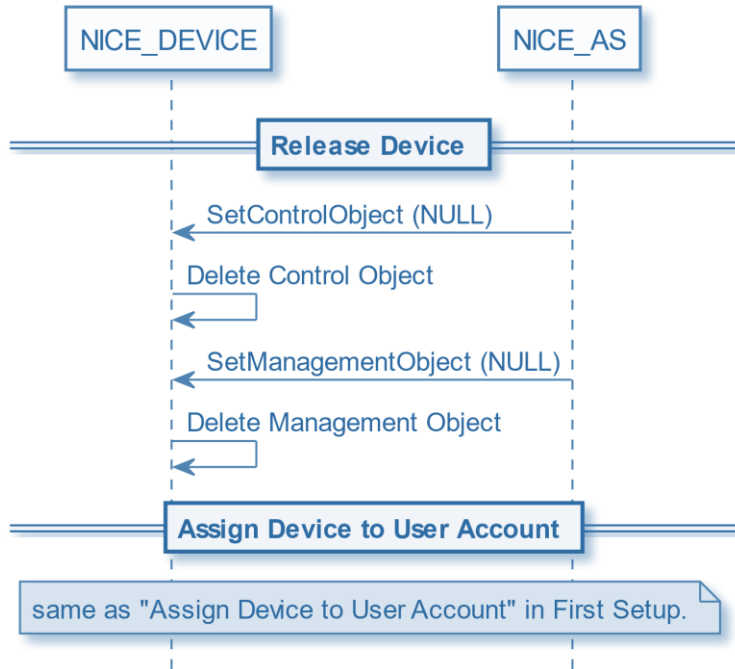 NICE_DEVICE
NICE_AS
Release Device
SetControlObject (NULL)
Delete Control Object
SetManagementObject (NULL)
Delete Management Object
Assign Device to User Account
same as "Assign Device to User Account" in First Setup.